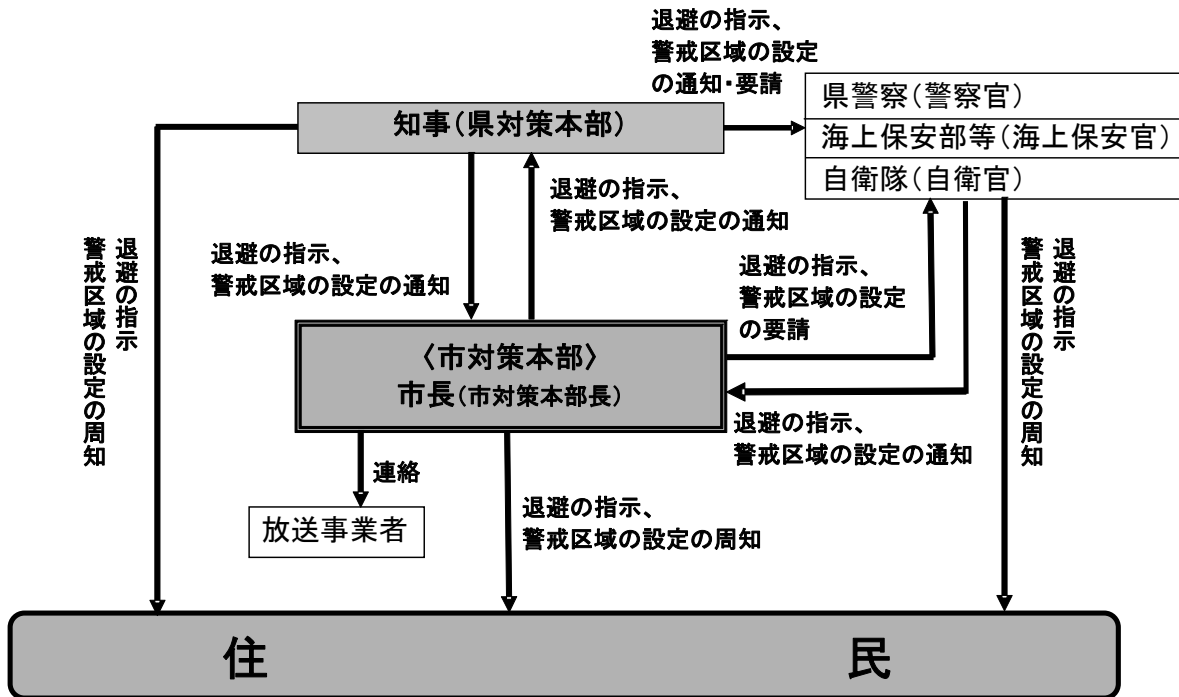 退避の指示、
警戒区域の設定
の通知・要請
知事(県対策本部)
県警察(警察官)
海上保安部等(海上保安官)
自衛隊(自衛官)
退避の指示、
警戒区域の設定の通知
退避の指示、
警戒区域の設定の通知
退避の指示
警戒区域の設定の周知
退避の指示、
警戒区域の設定
の要請
退避の指示
警戒区域の設定の周知
〈市対策本部〉
市長(市対策本部長)
退避の指示、
警戒区域の設定の通知
連絡
放送事業者
退避の指示、
警戒区域の設定の周知
住民